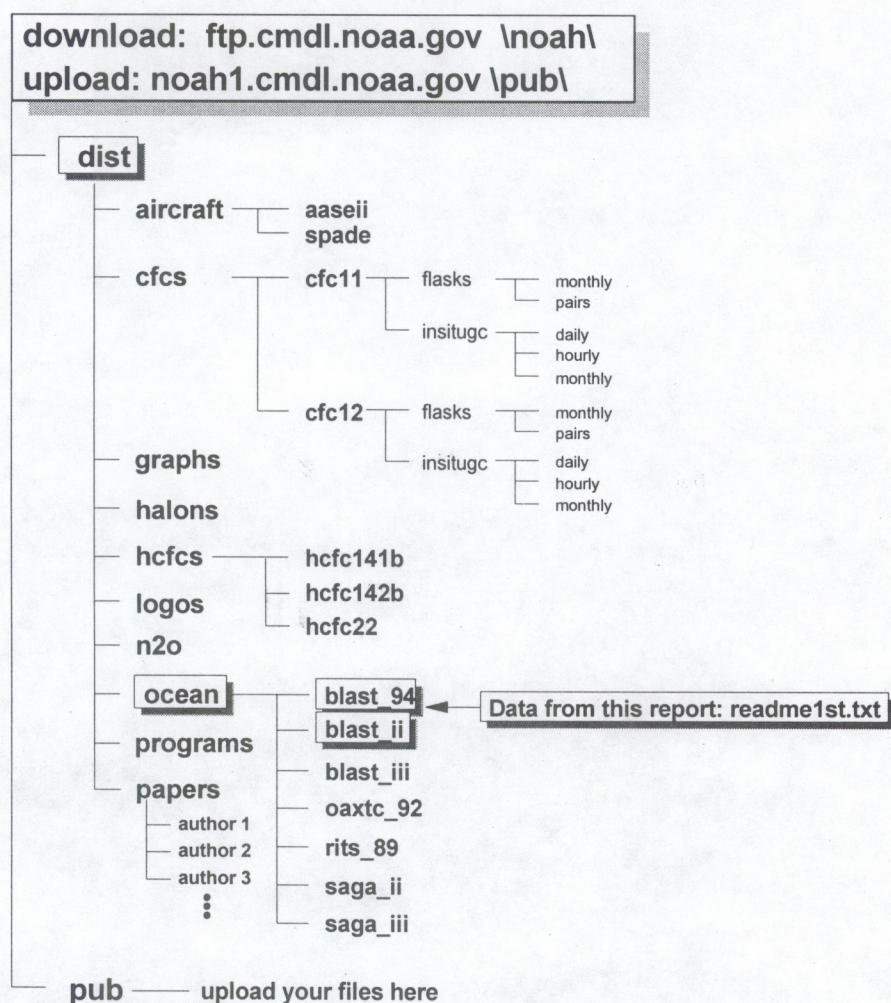 download: ftp.cmdl.noaa.gov \noah\
upload: noah1.cmdl.noaa.gov \pub\
dist
aircraft
aaseii
spade
cfcs
cfc11
flasks
monthly
pairs
insitugc
daily
hourly
monthly
cfc12
flasks
monthly
pairs
insitugc
daily
hourly
monthly
graphs
halons
hcfcs
hcfc141b
hcfc142b
hcfc22
logos
n2o
ocean
blast_94
Data from this report: readme1st.txt
blast_ii
blast_iii
oaxtc_92
rits_89
saga_ii
saga_iii
programs
papers
author 1
author 2
author 3
pub
upload your files here